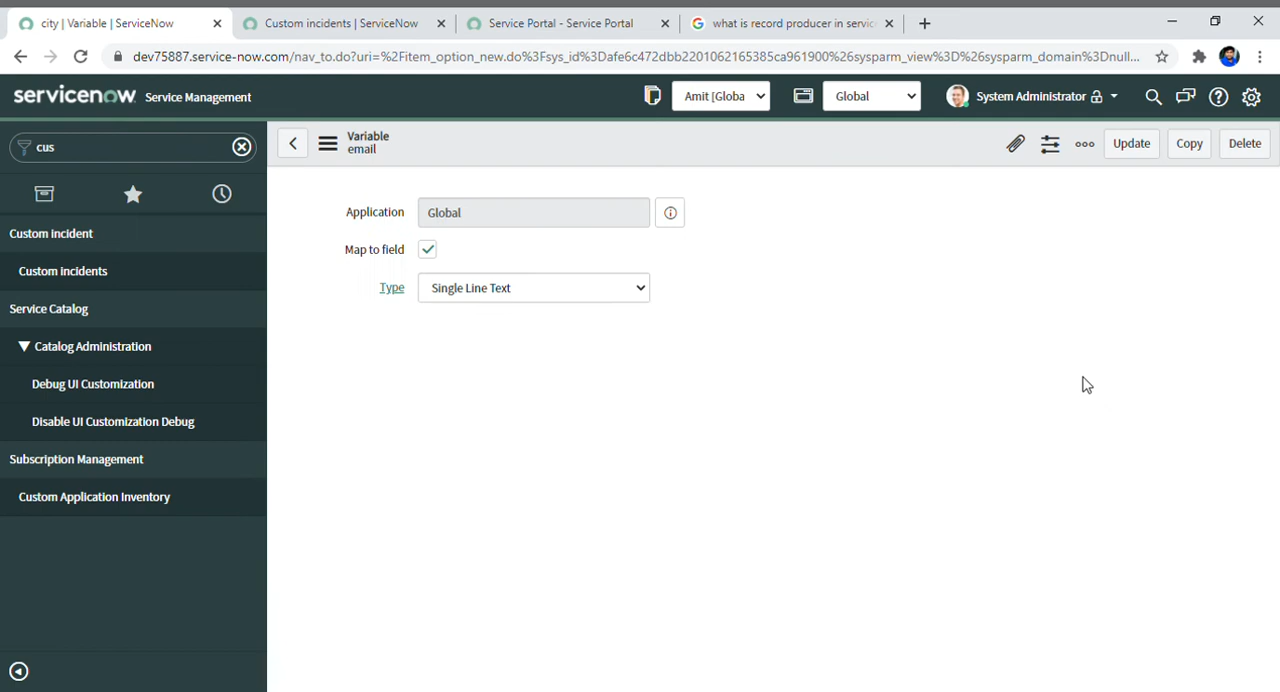 city | Variable | ServiceNow
Custom incidents | ServiceNow
Service Portal - Service Portal
what is record producer in servic
dev75887.service-now.com/nav_to.do?uri=%2Fitem_option_new.do%3Fsys_id%3Dafe6c472dbb2201062165385ca961900%26sysparm_view%3D%26sysparm_domain%3Dnull...
servicenow Service Management
Amit [Globa
Global
System Administrator
cus
Variable
email
Update
Copy
Delete
Custom Incident
Custom incidents
Service Catalog
Catalog Administration
Debug UI Customization
Disable UI Customization Debug
Subscription Management
Custom Application Inventory
Application
Global
Map to field
Type
Single Line Text